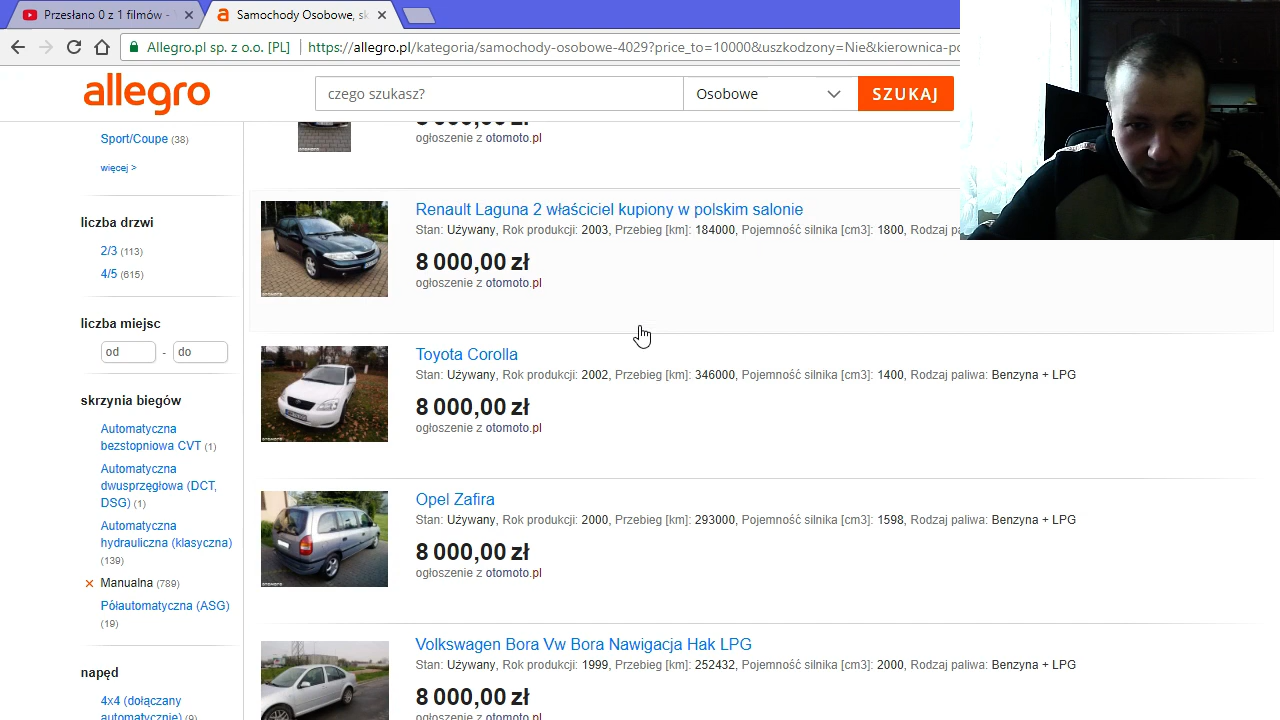 Przesłano 0 z 1 filmów -
Samochody Osobowe, sk
Allegro.pl sp. z o.o. [PL]
https://allegro.pl/kategoria/samochody-osobowe-4029?price_to=10000&uszkodzony=Nie&kierownica-po
allegro
czego szukasz?
Osobowe
SZUKAJ
Sport/Coupe (38)
więcej >
liczba drzwi
2/3 (113)
4/5 (615)
liczba miejsc
od - do
skrzynia biegów
Automatyczna
bezstopniowa CVT (1)
Automatyczna
dwusprzęgłowa (DCT,
DSG) (1)
Automatyczna
hydrauliczna (klasyczna)
(139)
Manualna (789)
Półautomatyczna (ASG)
(19)
napęd
4x4 (dołączany
automatycznie) (9)
ogłoszenie z otomoto.pl
Renault Laguna 2 właściciel kupiony w polskim salonie
Stan: Używany, Rok produkcji: 2003, Przebieg [km]: 184000, Pojemność silnika [cm3]: 1800, Rodzaj pa
8 000,00 zł
ogłoszenie z otomoto.pl
Toyota Corolla
Stan: Używany, Rok produkcji: 2002, Przebieg [km]: 346000, Pojemność silnika [cm3]: 1400, Rodzaj paliwa: Benzyna + LPG
8 000,00 zł
ogłoszenie z otomoto.pl
Opel Zafira
Stan: Używany, Rok produkcji: 2000, Przebieg [km]: 293000, Pojemność silnika [cm3]: 1598, Rodzaj paliwa: Benzyna + LPG
8 000,00 zł
ogłoszenie z otomoto.pl
Volkswagen Bora Vw Bora Nawigacja Hak LPG
Stan: Używany, Rok produkcji: 1999, Przebieg [km]: 252432, Pojemność silnika [cm3]: 2000, Rodzaj paliwa: Benzyna + LPG
8 000,00 zł
ogłoszenie z otomoto.pl